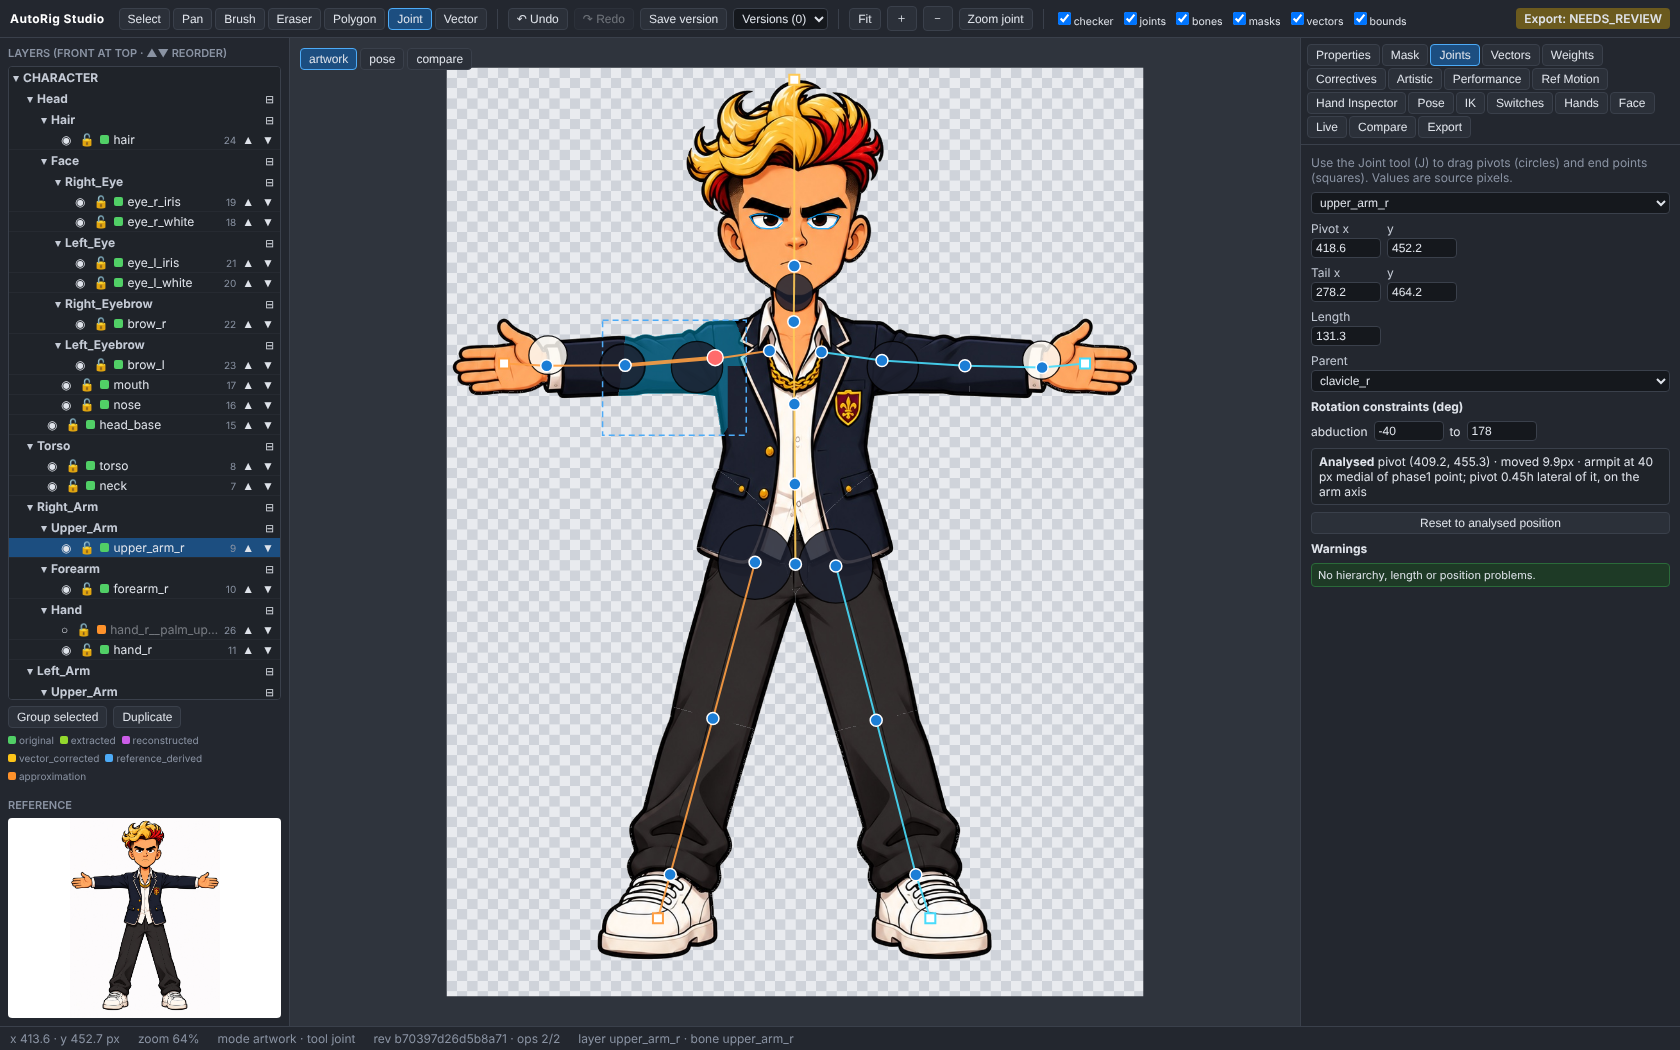 AutoRig Studio Select Pan Brush Eraser Polygon Joint Vector ↶ Undo ↷ Redo Save version Versions (0) Fit + − Zoom joint checker joints bones masks vectors bounds Export: NEEDS_REVIEW
LAYERS (FRONT AT TOP · ▲▼ REORDER)
▾ CHARACTER
▾ Head
▾ Hair
hair 24 ▲ ▼
▾ Face
▾ Right_Eye
eye_r_iris 19 ▲ ▼
eye_r_white 18 ▲ ▼
▾ Left_Eye
eye_l_iris 21 ▲ ▼
eye_l_white 20 ▲ ▼
▾ Right_Eyebrow
brow_r 22 ▲ ▼
▾ Left_Eyebrow
brow_l 23 ▲ ▼
mouth 17 ▲ ▼
nose 16 ▲ ▼
head_base 15 ▲ ▼
▾ Torso
torso 8 ▲ ▼
neck 7 ▲ ▼
▾ Right_Arm
▾ Upper_Arm
upper_arm_r 9 ▲ ▼
▾ Forearm
forearm_r 10 ▲ ▼
▾ Hand
hand_r__palm_up... 26 ▲ ▼
hand_r 11 ▲ ▼
▾ Left_Arm
▾ Upper_Arm
Group selected Duplicate
original extracted reconstructed
vector_corrected reference_derived
approximation
REFERENCE
artwork pose compare
Properties Mask Joints Vectors Weights
Correctives Artistic Performance Ref Motion
Hand Inspector Pose IK Switches Hands Face
Live Compare Export
Use the Joint tool (J) to drag pivots (circles) and end points
(squares). Values are source pixels.
upper_arm_r
Pivot x y
418.6 452.2
Tail x y
278.2 464.2
Length
131.3
Parent
clavicle_r
Rotation constraints (deg)
abduction -40 to 178
Analysed pivot (409.2, 455.3) · moved 9.9px · armpit at 40
px medial of phase1 point; pivot 0.45h lateral of it, on the
arm axis
Reset to analysed position
Warnings
No hierarchy, length or position problems.
x 413.6 · y 452.7 px zoom 64% mode artwork · tool joint rev b70397d26d5b8a71 · ops 2/2 layer upper_arm_r · bone upper_arm_r